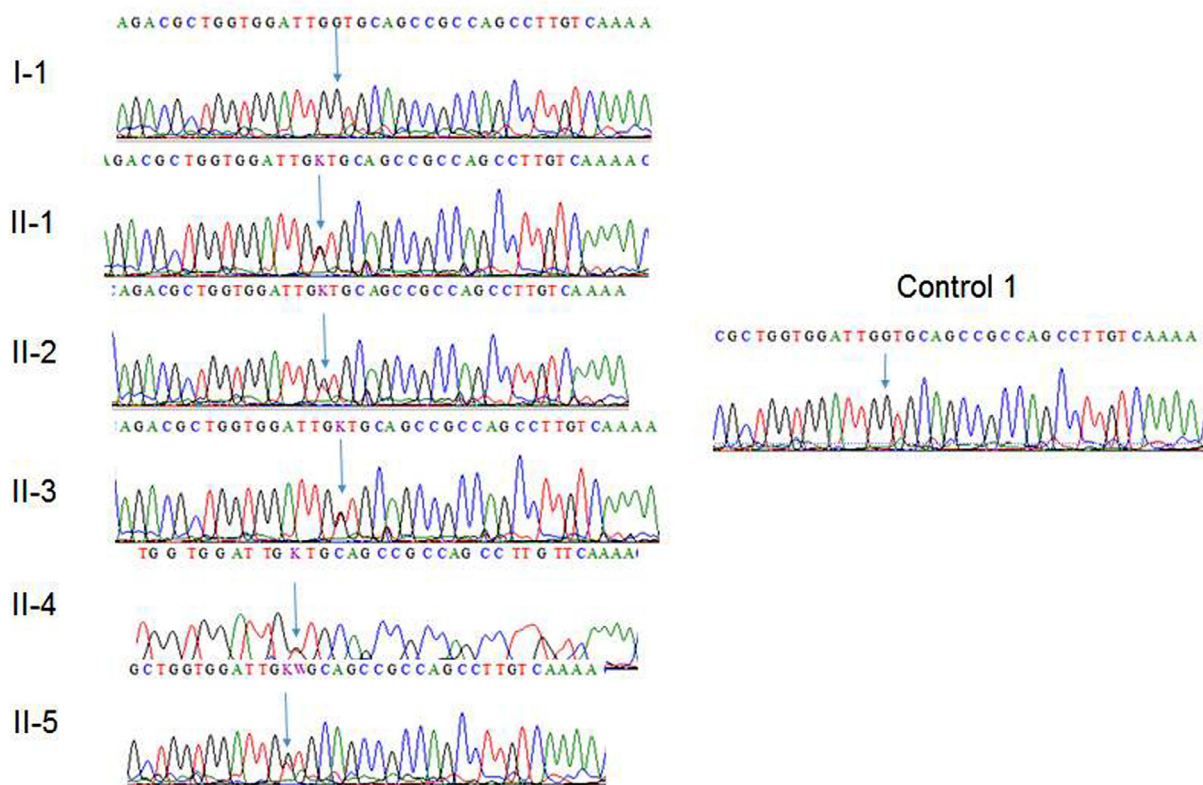 AGACGCTGGTGGATTGGTGCAGCCGCCAGCCTTGTCAAAA
I-1
AGACGCTGGTGGATTGKTGCAGCCGCCAGCCTTGTCAAAAC
II-1
CAGACGCTGGTGGATTGKTGCAGCCGCCAGCCTTGTCAAAA
II-2
AGACGCTGGTGGATTGKTGCAGCCGCCAGCCTTGTCAAAA
II-3
TGGTGGATTGKTGCAGCCGCCAGCCTTGTTCAAAA
II-4
GCTGGTGGATTGKWGCAGCCGCCAGCCTTGTCAAAA
II-5
Control 1
CGCTGGTGGATTGGTGCAGCCGCCAGCCTTGTCAAAA